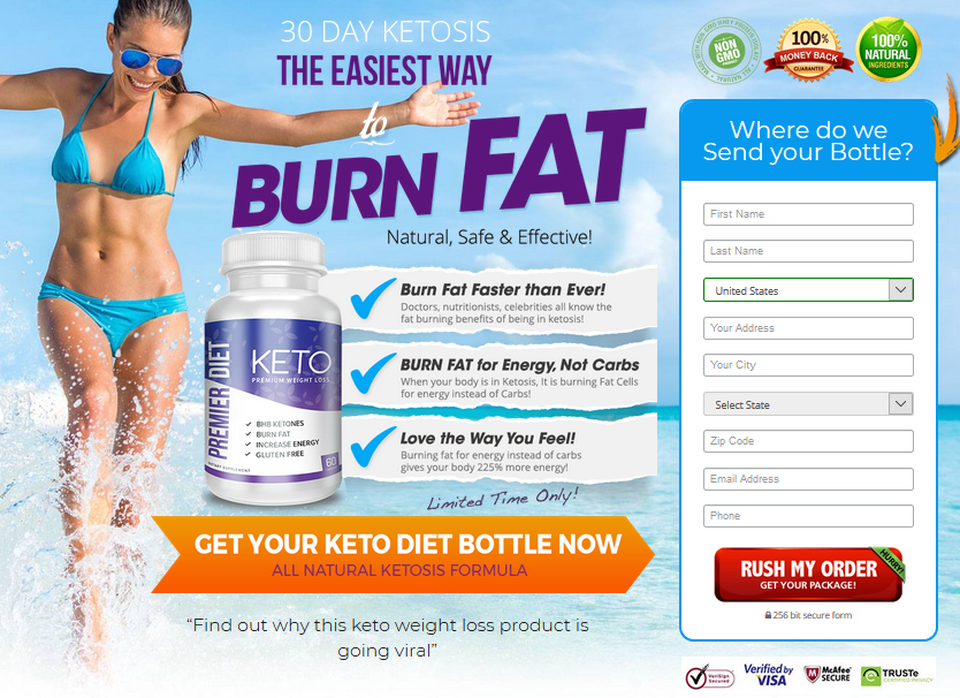 30 DAY KETOSIS
THE EASIEST WAY
to
BURN FAT
Natural, Safe & Effective!
Burn Fat Faster than Ever!
Doctors, nutritionists, celebrities all know the
fat burning benefits of being in ketosis!
BURN FAT for Energy, Not Carbs
When your body is in Ketosis, It is burning Fat Cells
for energy instead of Carbs!
Love the Way You Feel!
Burning fat for energy instead of carbs
gives your body 225% more energy!
PREMIER DIET
KETO
PREMIUM WEIGHT LOSS
BHB KETONES
BURN FAT
INCREASE ENERGY
GLUTEN FREE
DIETARY SUPPLEMENT
60
Limited Time Only!
GET YOUR KETO DIET BOTTLE NOW
ALL NATURAL KETOSIS FORMULA
“Find out why this keto weight loss product is
going viral”
NON
GMO
100%
MONEY BACK
GUARANTEE
100%
NATURAL
INGREDIENTS
Where do we
Send your Bottle?
First Name
Last Name
United States
Your Address
Your City
Select State
Zip Code
Email Address
Phone
RUSH MY ORDER
GET YOUR PACKAGE!
HURRY!
256 bit secure form
VeriSign
Secured
Verified by
VISA
McAfee
SECURE
TRUSTe
CERTIFIED PRIVACY